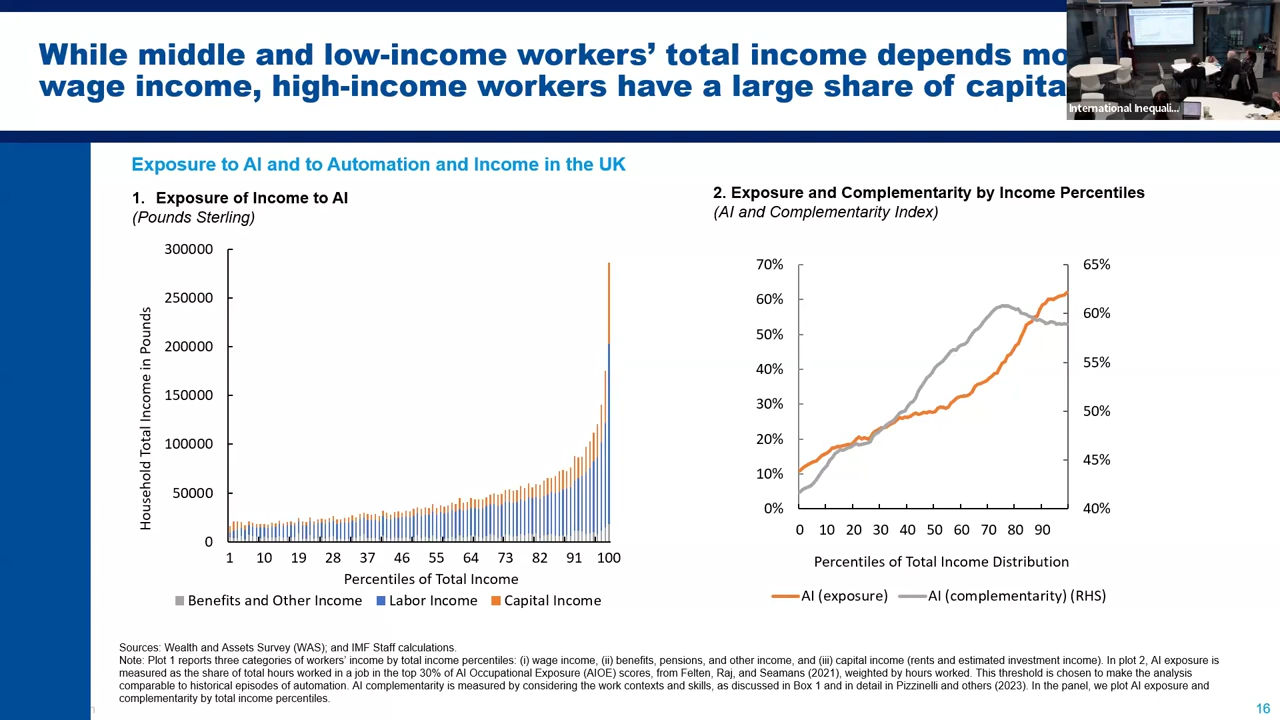 While middle and low-income workers’ total income depends mo
wage income, high-income workers have a large share of capita
International Inequali...
Exposure to AI and to Automation and Income in the UK
1. Exposure of Income to AI
(Pounds Sterling)
300000
250000
200000
150000
100000
50000
0
Household Total Income in Pounds
1 10 19 28 37 46 55 64 73 82 91 100
Percentiles of Total Income
Benefits and Other Income Labor Income Capital Income
2. Exposure and Complementarity by Income Percentiles
(AI and Complementarity Index)
70%
60%
50%
40%
30%
20%
10%
0%
65%
60%
55%
50%
45%
40%
0 10 20 30 40 50 60 70 80 90
Percentiles of Total Income Distribution
AI (exposure) AI (complementarity) (RHS)
Sources: Wealth and Assets Survey (WAS); and IMF Staff calculations.
Note: Plot 1 reports three categories of workers’ income by total income percentiles: (i) wage income, (ii) benefits, pensions, and other income, and (iii) capital income (rents and estimated investment income). In plot 2, AI exposure is
measured as the share of total hours worked in a job in the top 30% of AI Occupational Exposure (AIOE) scores, from Felten, Raj, and Seamans (2021), weighted by hours worked. This threshold is chosen to make the analysis
comparable to historical episodes of automation. AI complementarity is measured by considering the work contexts and skills, as discussed in Box 1 and in detail in Pizzinelli and others (2023). In the panel, we plot AI exposure and
complementarity by total income percentiles.
16